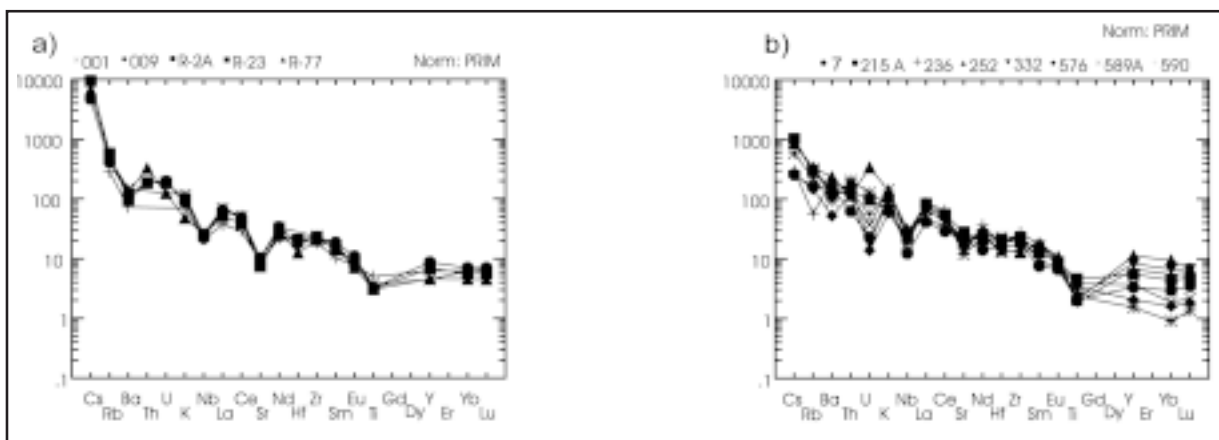 a)
001 009 R-2A R-23 R-77 Norm: PRIM
10000
1000
100
10
1
.1
Cs Ba U Nb Ce Nd Zr Eu Gd Y Yb
Rb Th K La Sr Hf Sm Ti Dy Er Lu
b)
Norm: PRIM
7 215A 236 252 332 576 589A 590
10000
1000
100
10
1
.1
Cs Ba U Nb Ce Nd Zr Eu Gd Y Yb
Rb Th K La Sr Hf Sm Ti Dy Er Lu